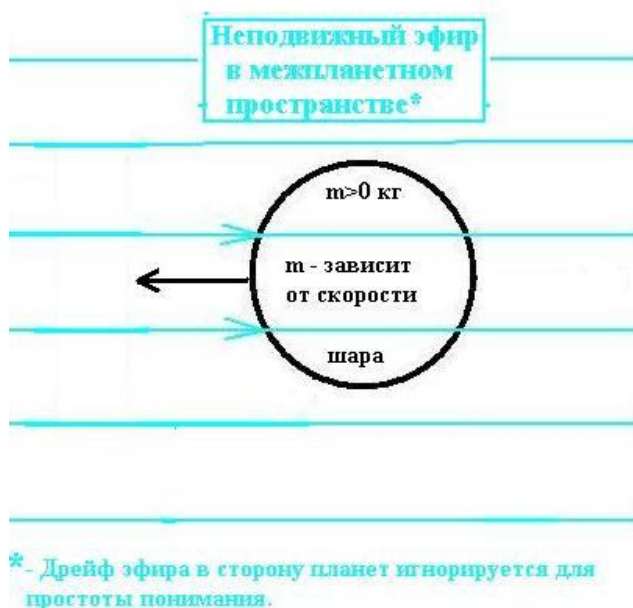 Неподвижный эфир
в межпланетном
пространстве*
m>0 кг
m - зависит
от скорости
шара
*- Дрейф эфира в сторону планет игнорируется для
простоты понимания.